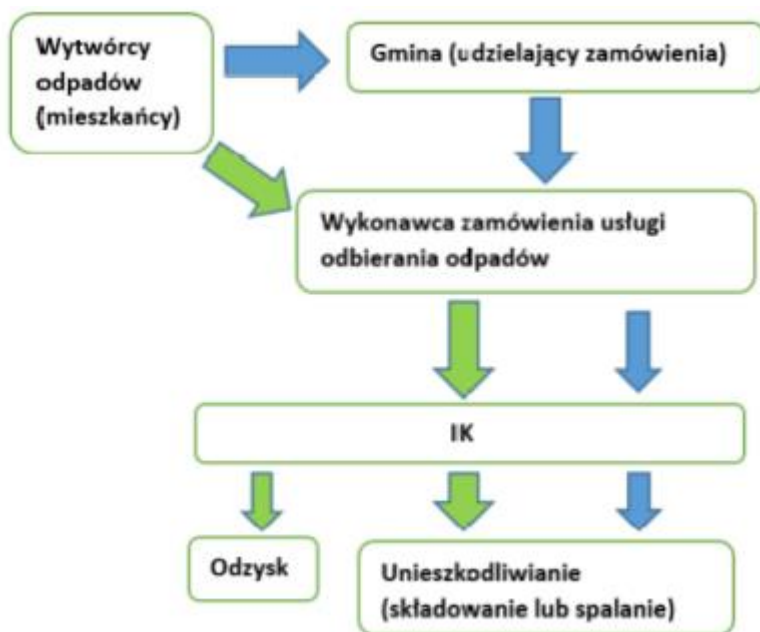 Wytwórcy
odpadów
(mieszkańcy)
Gmina (udzielający zamówienia)
Wykonawca zamówienia usługi
odbierania odpadów
IK
Odzysk
Unieszkodliwianie
(składowanie lub spalanie)